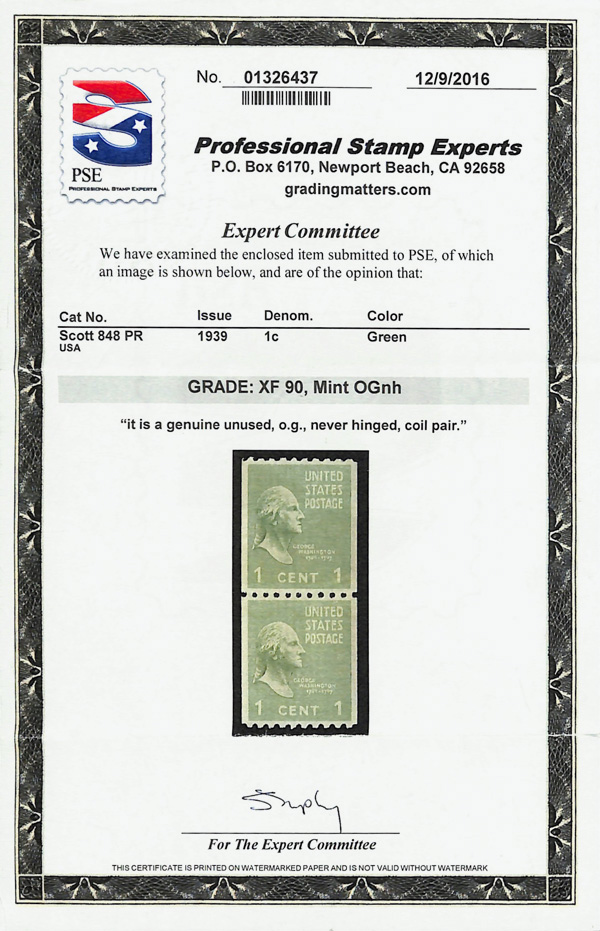 No. 01326437
12/9/2016
PSE
PROFESSIONAL STAMP EXPERTS
Professional Stamp Experts
P.O. Box 6170, Newport Beach, CA 92658
gradingmatters.com
Expert Committee
We have examined the enclosed item submitted to PSE, of which
an image is shown below, and are of the opinion that:
Cat No. Issue Denom. Color
Scott 848 PR 1939 1c Green
USA
GRADE: XF 90, Mint OGnh
“it is a genuine unused, o.g., never hinged, coil pair.”
UNITED
STATES
POSTAGE
GEORGE
WASHINGTON
1 CENT 1
UNITED
STATES
POSTAGE
GEORGE
WASHINGTON
1 CENT 1
For The Expert Committee
THIS CERTIFICATE IS PRINTED ON WATERMARKED PAPER AND IS NOT VALID WITHOUT WATERMARK